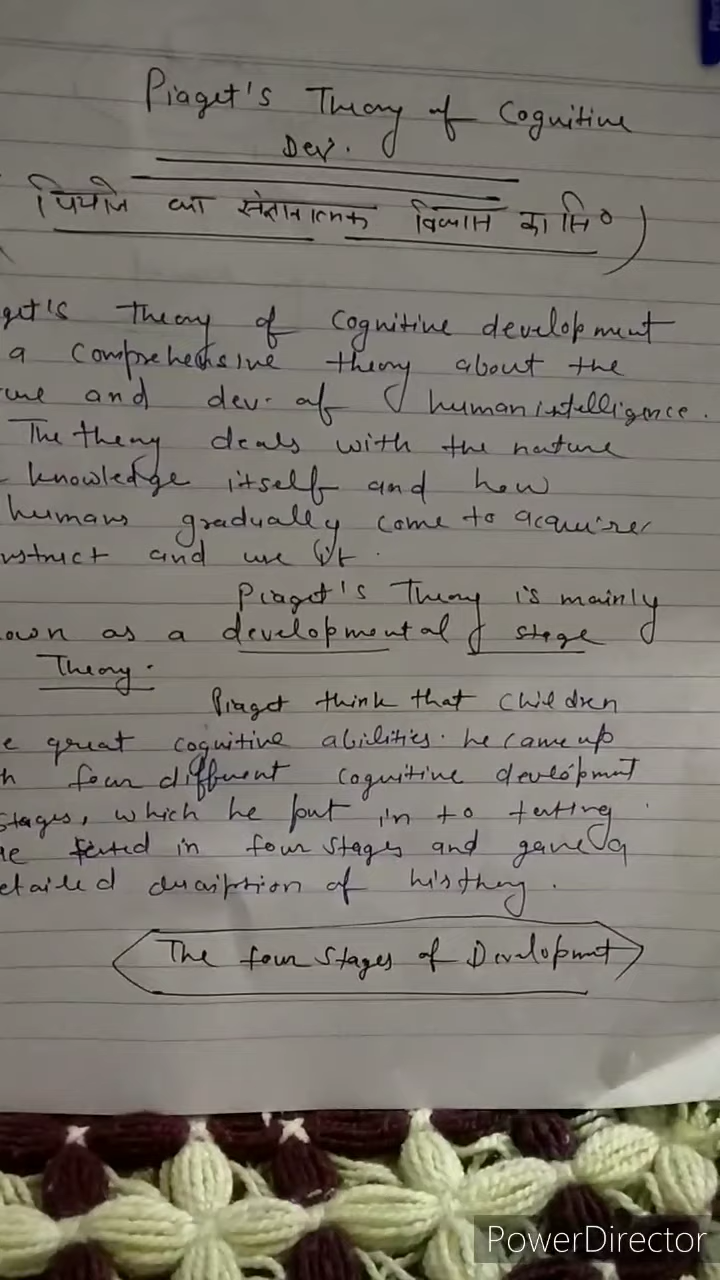 Piaget's Theory of Cognitive
Dev.
(पियाजे का संज्ञानात्मक विकास का सि०)
get's theory of cognitive development
a comprehensive theory about the
ure and dev. of human intelligence.
The theory deals with the nature
knowledge itself and how
humans gradually come to acquire
nstruct and use it.
Piaget's Theory is mainly
own as a developmental stage
Theory.
Piaget think that children
e great cognitive abilities. he came up
h four different cognitive development
stages, which he put in to testing.
He tested in four stages and gave a
etailed description of his theory.
The four Stages of Development
PowerDirector